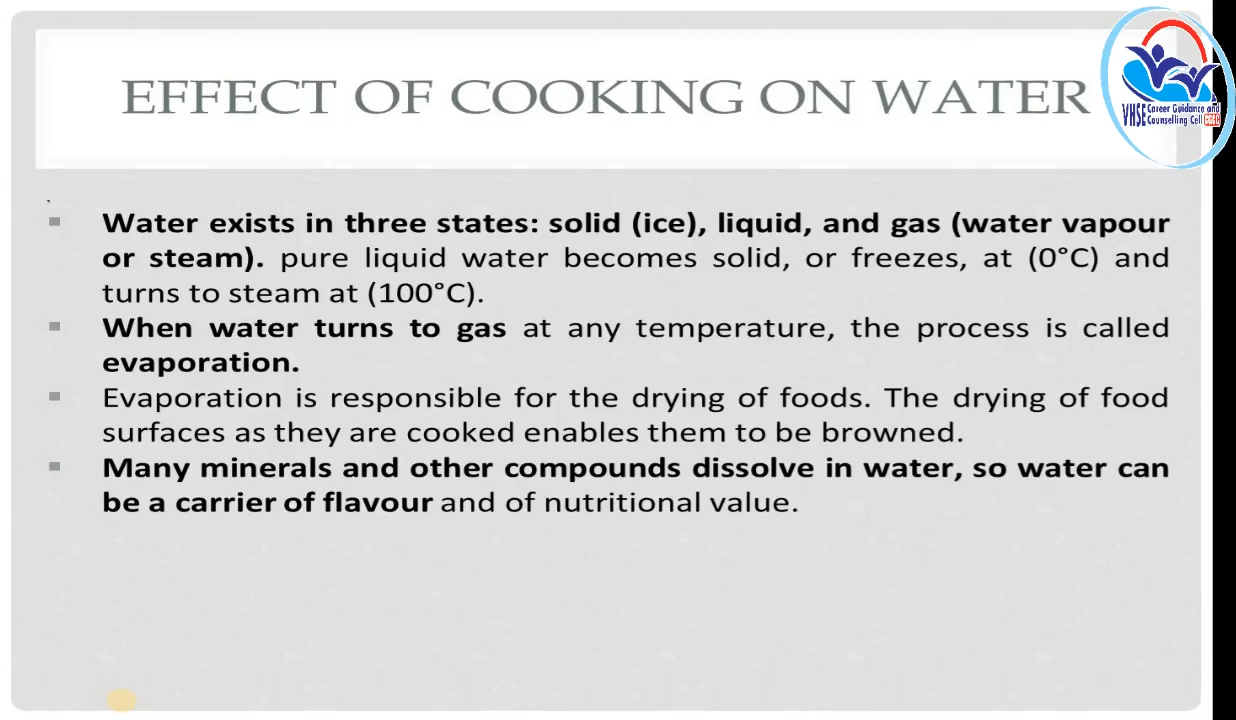 EFFECT OF COOKING ON WATER
VHSE Career Guidance and
Counselling Cell
Water exists in three states: solid (ice), liquid, and gas (water vapour
or steam). pure liquid water becomes solid, or freezes, at (0°C) and
turns to steam at (100°C).
When water turns to gas at any temperature, the process is called
evaporation.
Evaporation is responsible for the drying of foods. The drying of food
surfaces as they are cooked enables them to be browned.
Many minerals and other compounds dissolve in water, so water can
be a carrier of flavour and of nutritional value.